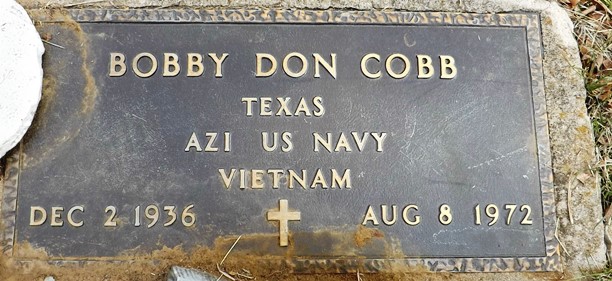 BOBBY DON COBB
TEXAS
AZ1 US NAVY
VIETNAM
DEC 2 1936 AUG 8 1972